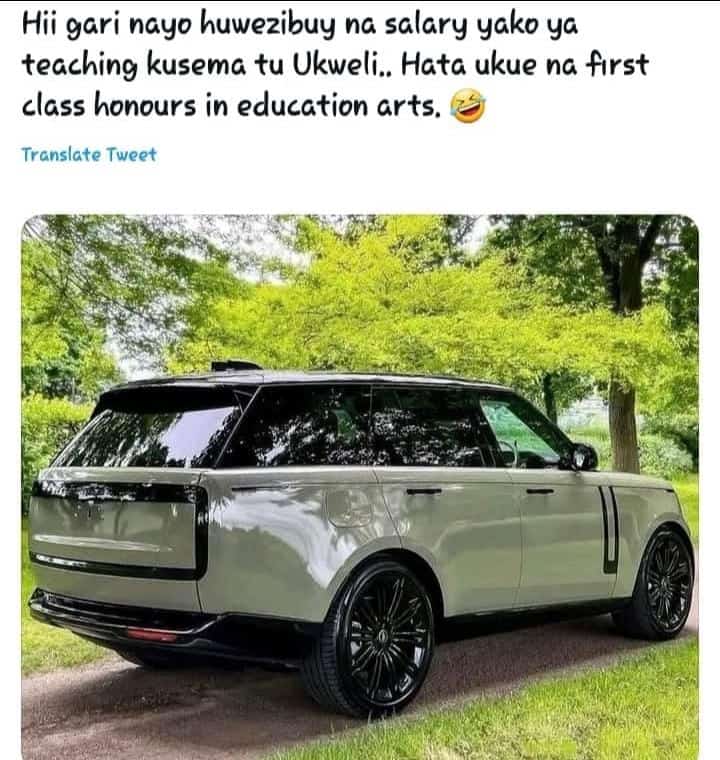 Hii gari nayo huwezibuy na salary yako ya
teaching kusema tu Ukweli.. Hata ukue na first
class honours in education arts. 🤣
Translate Tweet